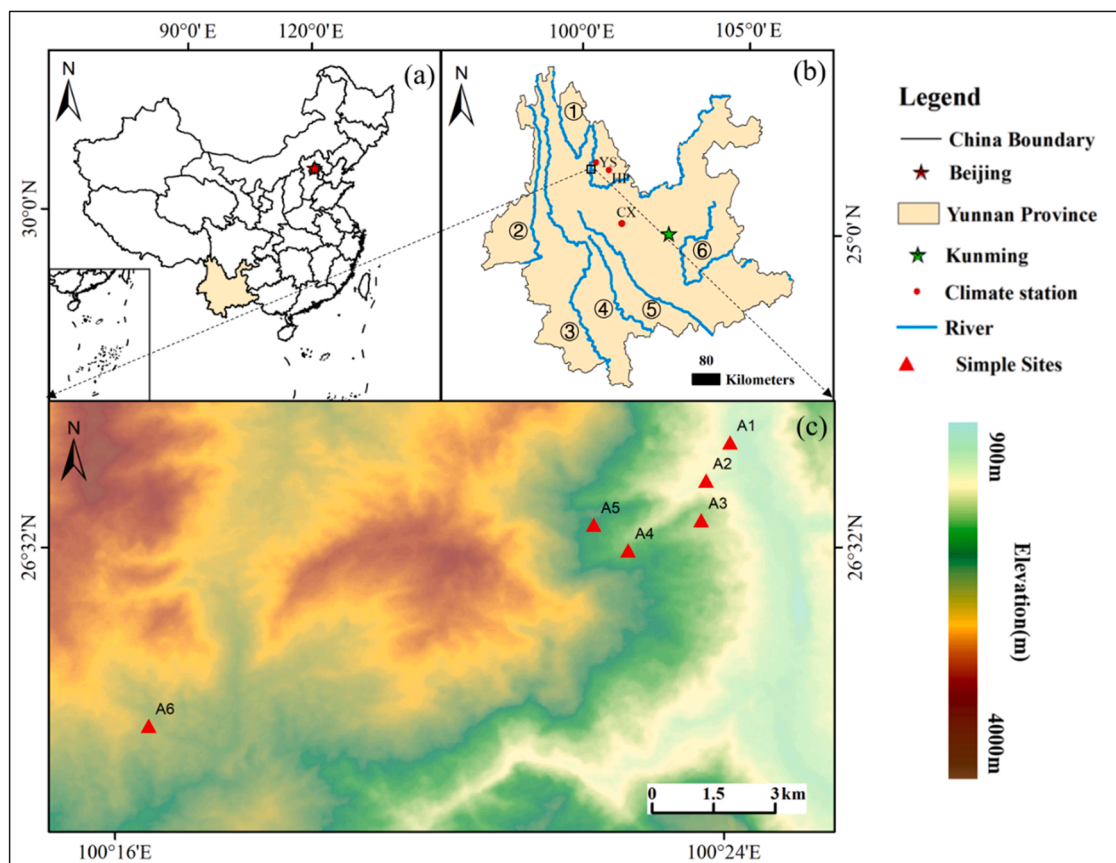 90°0'0"
120°0'0"
100°0'E
105°0'E
N
(a)
N
(b)
30°0'N
25°0'N
①
YS
HP
CX
②
⑥
④
⑤
③
80
Kilometers
Legend
China Boundary
Beijing
Yunnan Province
Kunming
Climate station
River
Simple Sites
N
(c)
A1
A2
A3
A5
A4
A6
26°32'N
26°32'N
0 1.5 3 km
900m
Elevation(m)
4000m
100°16'E
100°24'E